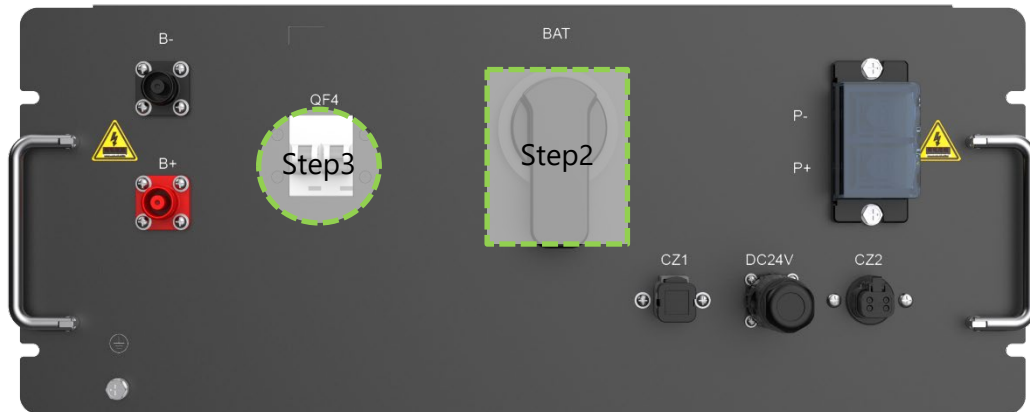 B-
BAT
QF4
P-
B+
Step3
Step2
P+
CZ1
DC24V
CZ2